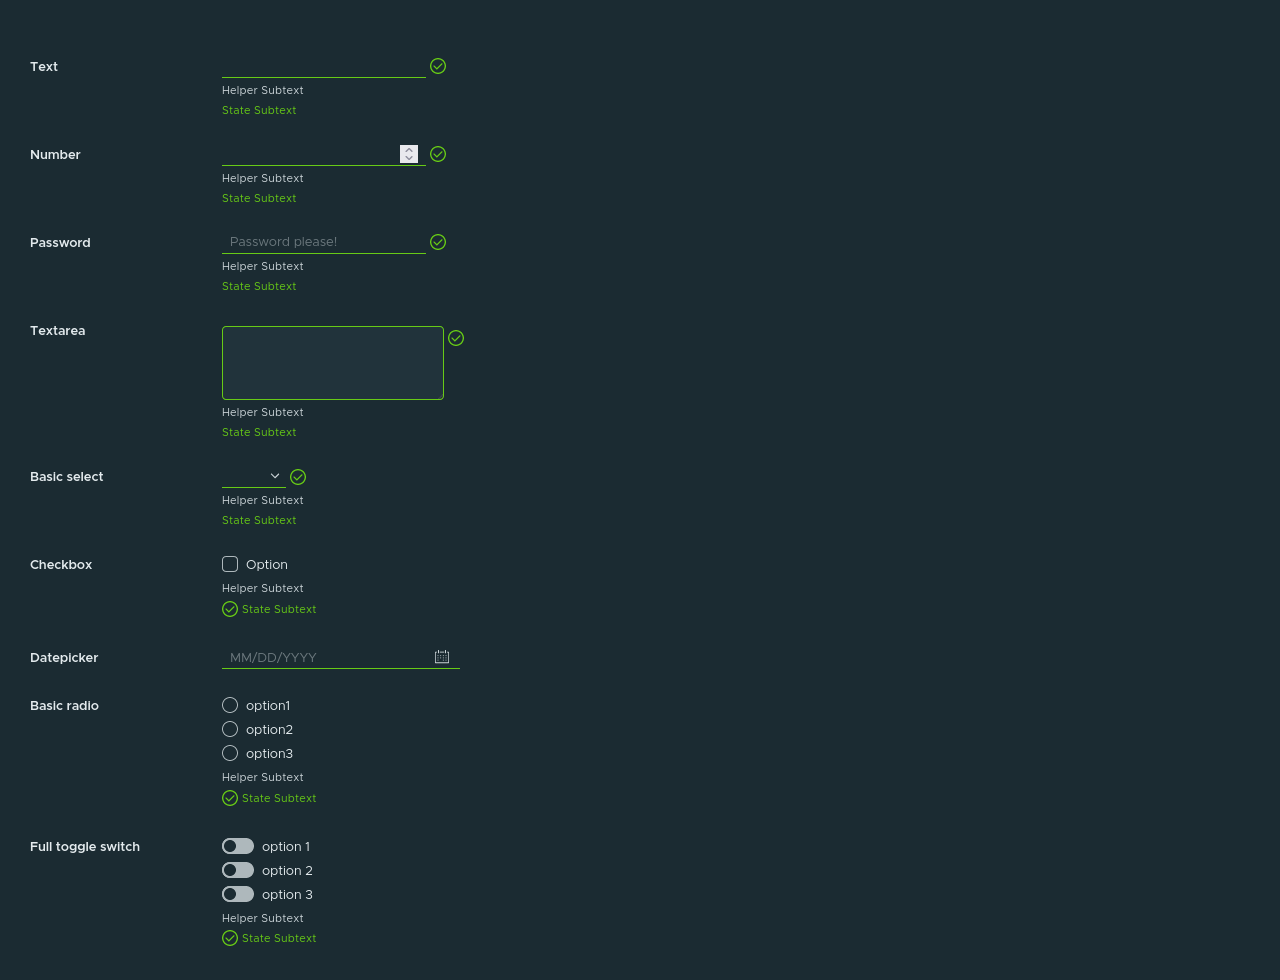 Text
Helper Subtext
State Subtext
Number
Helper Subtext
State Subtext
Password
Password please!
Helper Subtext
State Subtext
Textarea
Helper Subtext
State Subtext
Basic select
Helper Subtext
State Subtext
Checkbox
Option
Helper Subtext
State Subtext
Datepicker
MM/DD/YYYY
Basic radio
option1
option2
option3
Helper Subtext
State Subtext
Full toggle switch
option 1
option 2
option 3
Helper Subtext
State Subtext